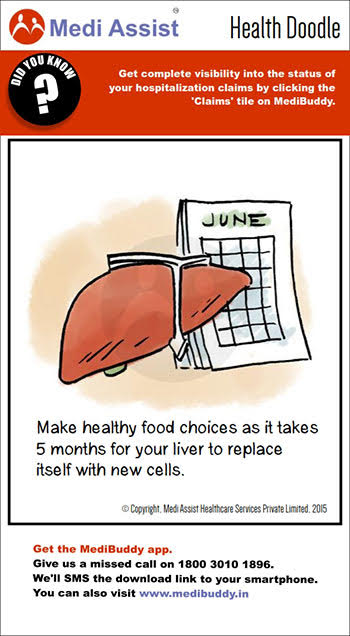 Medi Assist
Health Doodle
DID YOU KNOW
?
Get complete visibility into the status of
your hospitalization claims by clicking the
'Claims' tile on MediBuddy.
JUNE
Make healthy food choices as it takes
5 months for your liver to replace
itself with new cells.
© Copyright, Medi Assist Healthcare Services Private Limited. 2015
Get the MediBuddy app.
Give us a missed call on 1800 3010 1896.
We'll SMS the download link to your smartphone.
You can also visit www.medibuddy.in